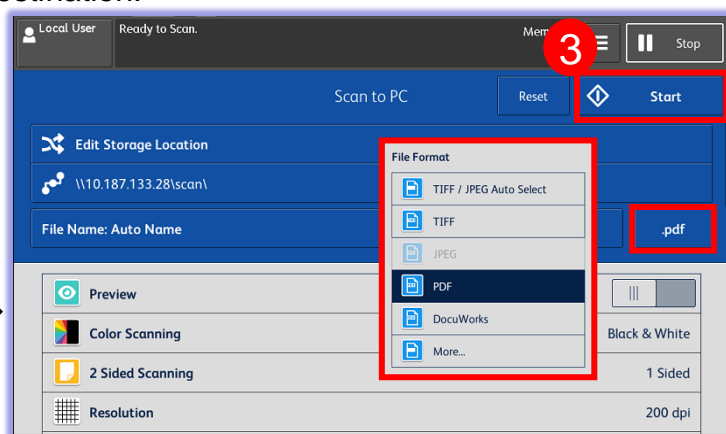 Local User
Ready to Scan.
3
Stop
Scan to PC
Reset
Start
Edit Storage Location
\\10.187.133.28\scan\
File Name: Auto Name
.pdf
File Format
TIFF / JPEG Auto Select
TIFF
JPEG
PDF
DocuWorks
More...
Preview
Color Scanning
Black & White
2 Sided Scanning
1 Sided
Resolution
200 dpi